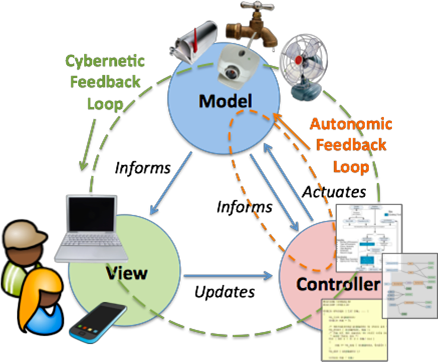 Cybernetic
Feedback
Loop
Model
Autonomic
Feedback
Loop
Informs
Informs
Actuates
View
Updates
Controller